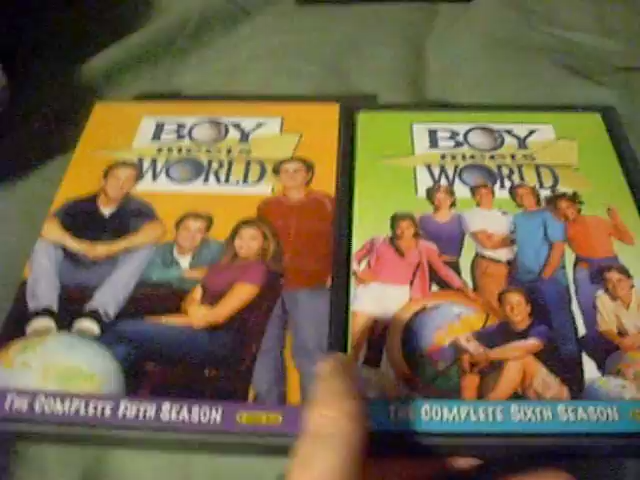 BOY
meets
WORLD
THE COMPLETE FIFTH SEASON
BOY
meets
WORLD
THE COMPLETE SIXTH SEASON